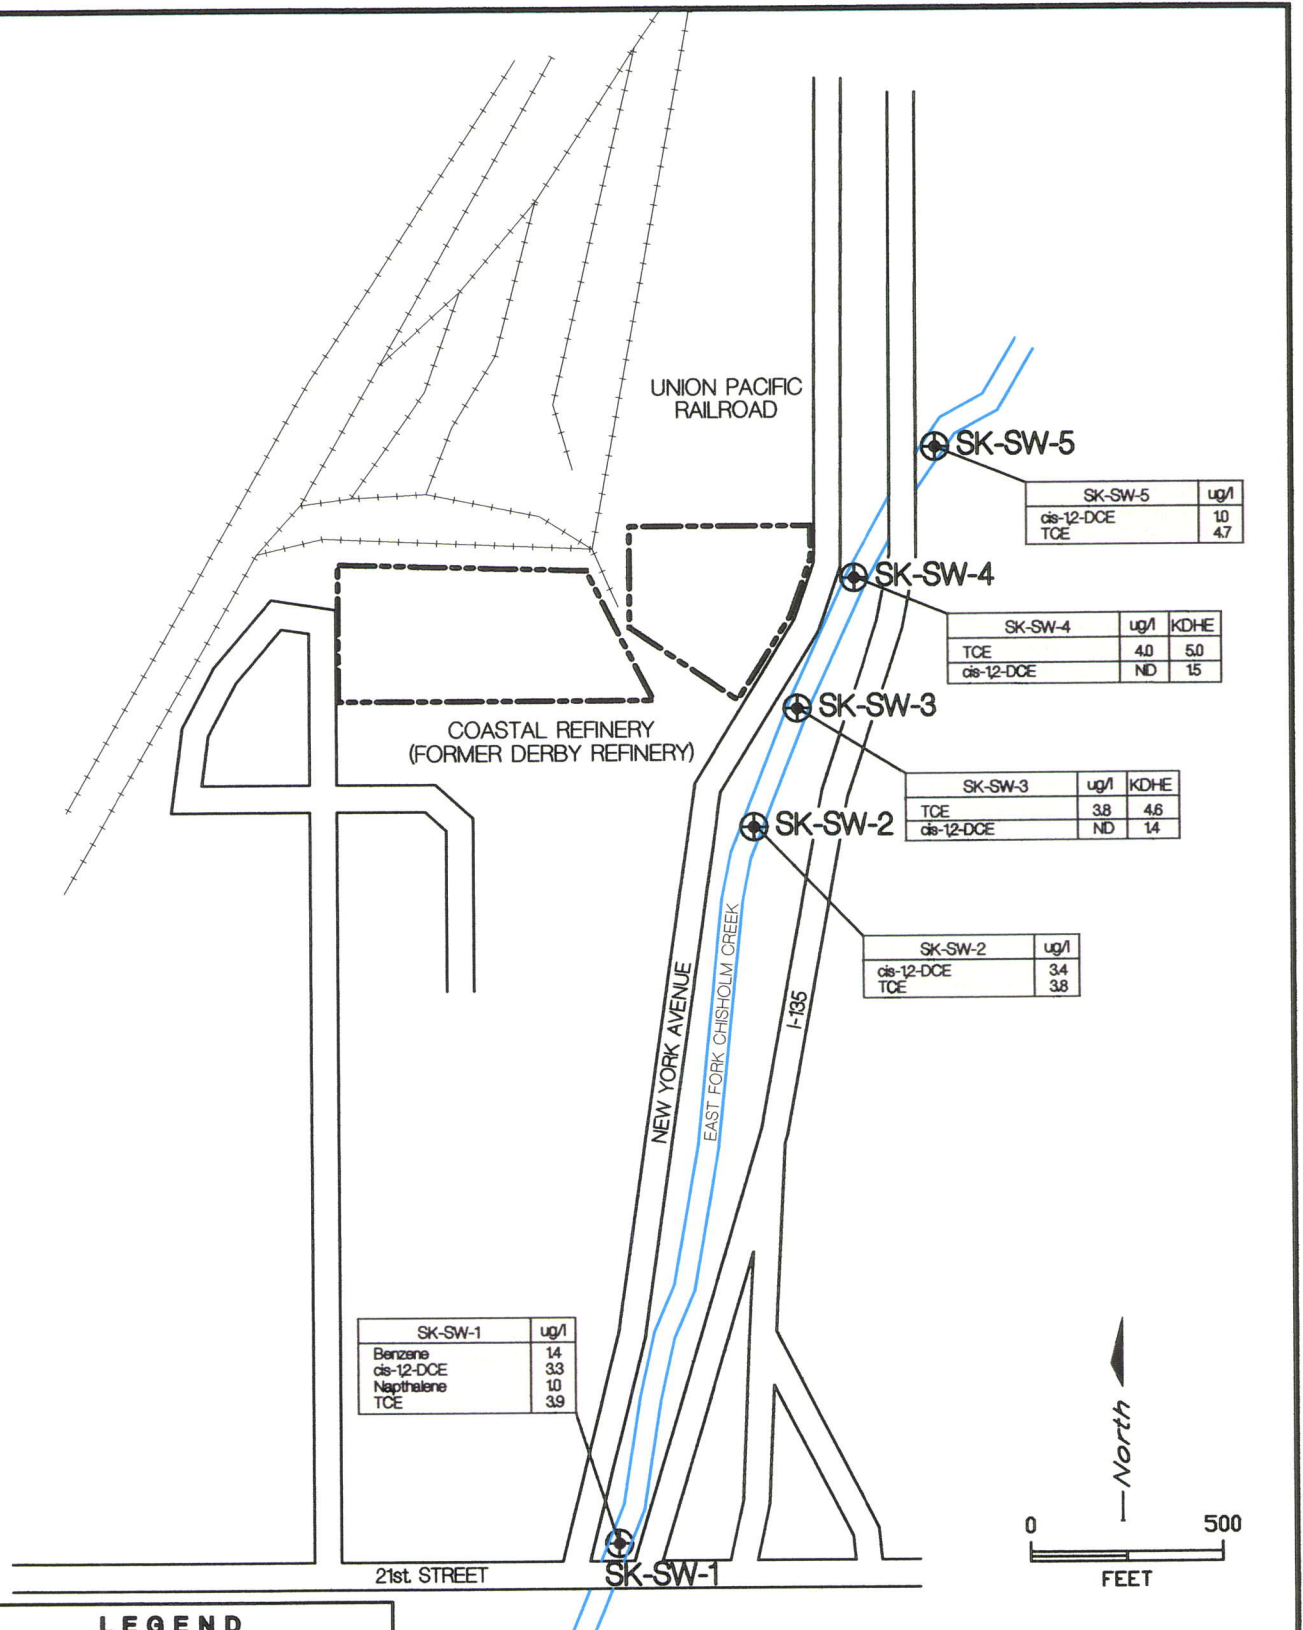 UNION PACIFIC
RAILROAD
SK-SW-5
SK-SW-5 ug/l
cis-1,2-DCE 1.0
TCE 4.7
SK-SW-4
SK-SW-4 ug/l KDHE
TCE 4.0 5.0
cis-1,2-DCE ND 1.5
SK-SW-3
COASTAL REFINERY
(FORMER DERBY REFINERY)
SK-SW-3 ug/l KDHE
TCE 3.8 4.6
cis-1,2-DCE ND 1.4
SK-SW-2
SK-SW-2 ug/l
cis-1,2-DCE 3.4
TCE 3.8
NEW YORK AVENUE
EAST FORK CHISHOLM CREEK
I-135
SK-SW-1 ug/l
Benzene 1.4
cis-1,2-DCE 3.3
Napthalene 1.0
TCE 3.9
North
0 500
FEET
21st. STREET
SK-SW-1
LEGEND